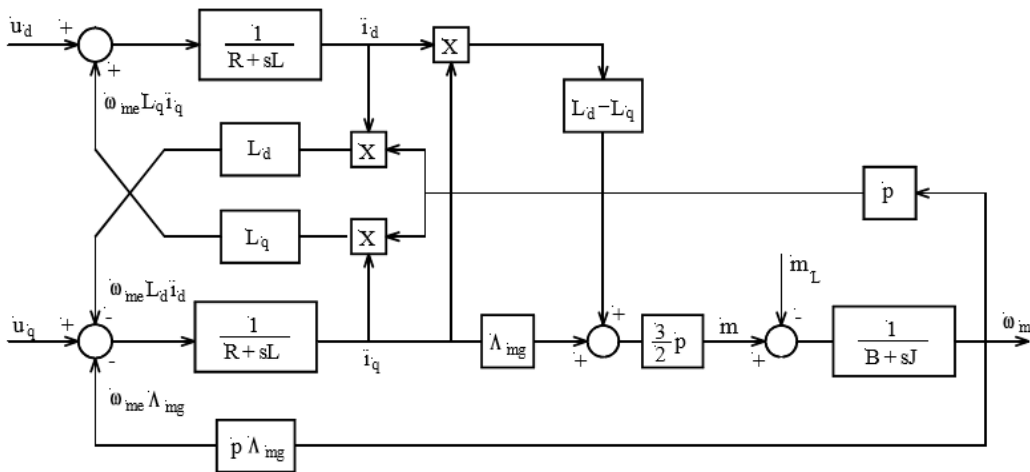 u_d
+
+
1
R + sL
i_d
X
ω_me L_q i_q
L_d
X
L_d − L_q
L_q
X
p
ω_me L_d i_d
u_q
+
-
-
1
R + sL
i_q
Λ_mg
+
+
3
2
p
m
m_L
-
+
1
B + sJ
ω_m
ω_me Λ_mg
p Λ_mg